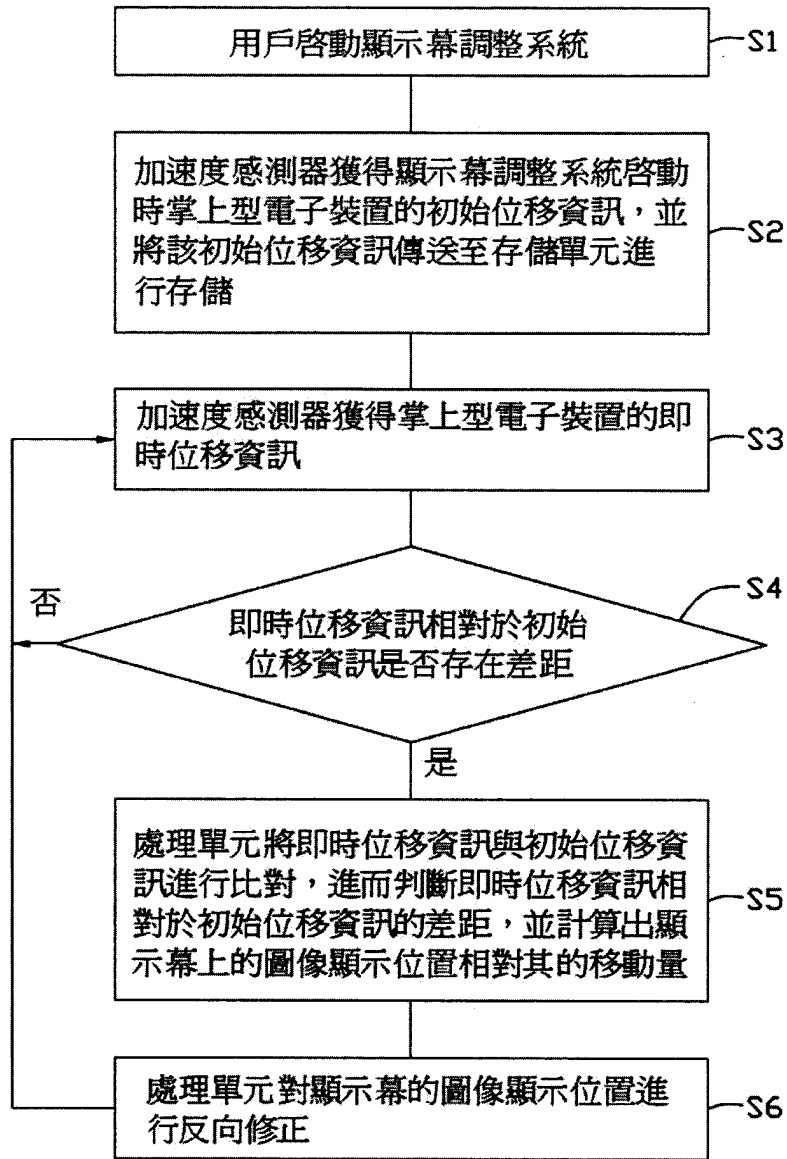 用戶啓動顯示幕調整系統
S1
加速度感測器獲得顯示幕調整系統啓動
時掌上型電子裝置的初始位移資訊，並
將該初始位移資訊傳送至存儲單元進
行存儲
S2
加速度感測器獲得掌上型電子裝置的即
時位移資訊
S3
否
即時位移資訊相對於初始
位移資訊是否存在差距
S4
是
處理單元將即時位移資訊與初始位移資
訊進行比對，進而判斷即時位移資訊相
對於初始位移資訊的差距，並計算出顯
示幕上的圖像顯示位置相對其的移動量
S5
處理單元對顯示幕的圖像顯示位置進
行反向修正
S6